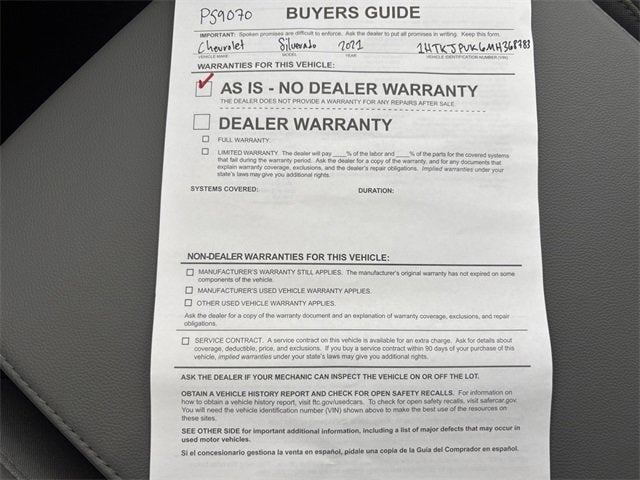 PS9070
BUYERS GUIDE
IMPORTANT: Spoken promises are difficult to enforce. Ask the dealer to put all promises in writing. Keep this form.
Chevrolet Silverado 2021 1HTKJPVK6MH368783
VEHICLE MAKE MODEL YEAR VEHICLE IDENTIFICATION NUMBER (VIN)
WARRANTIES FOR THIS VEHICLE:
AS IS - NO DEALER WARRANTY
THE DEALER DOES NOT PROVIDE A WARRANTY FOR ANY REPAIRS AFTER SALE.
DEALER WARRANTY
FULL WARRANTY.
LIMITED WARRANTY. The dealer will pay ____% of the labor and ____% of the parts for the covered systems
that fail during the warranty period. Ask the dealer for a copy of the warranty, and for any documents that
explain warranty coverage, exclusions, and the dealer's repair obligations. Implied warranties under your
state's laws may give you additional rights.
SYSTEMS COVERED: DURATION:
NON-DEALER WARRANTIES FOR THIS VEHICLE:
MANUFACTURER'S WARRANTY STILL APPLIES. The manufacturer's original warranty has not expired on some
components of the vehicle.
MANUFACTURER'S USED VEHICLE WARRANTY APPLIES.
OTHER USED VEHICLE WARRANTY APPLIES.
Ask the dealer for a copy of the warranty document and an explanation of warranty coverage, exclusions, and repair
obligations.
SERVICE CONTRACT. A service contract on this vehicle is available for an extra charge. Ask for details about
coverage, deductible, price, and exclusions. If you buy a service contract within 90 days of your purchase of this
vehicle, implied warranties under your state's laws may give you additional rights.
ASK THE DEALER IF YOUR MECHANIC CAN INSPECT THE VEHICLE ON OR OFF THE LOT.
OBTAIN A VEHICLE HISTORY REPORT AND CHECK FOR OPEN SAFETY RECALLS. For information on
how to obtain a vehicle history report, visit ftc.gov/usedcars. To check for open safety recalls, visit safercar.gov.
You will need the vehicle identification number (VIN) shown above to make the best use of the resources on
these sites.
SEE OTHER SIDE for important additional information, including a list of major defects that may occur in
used motor vehicles.
Si el concesionario gestiona la venta en español, pídale una copia de la Guía del Comprador en español.